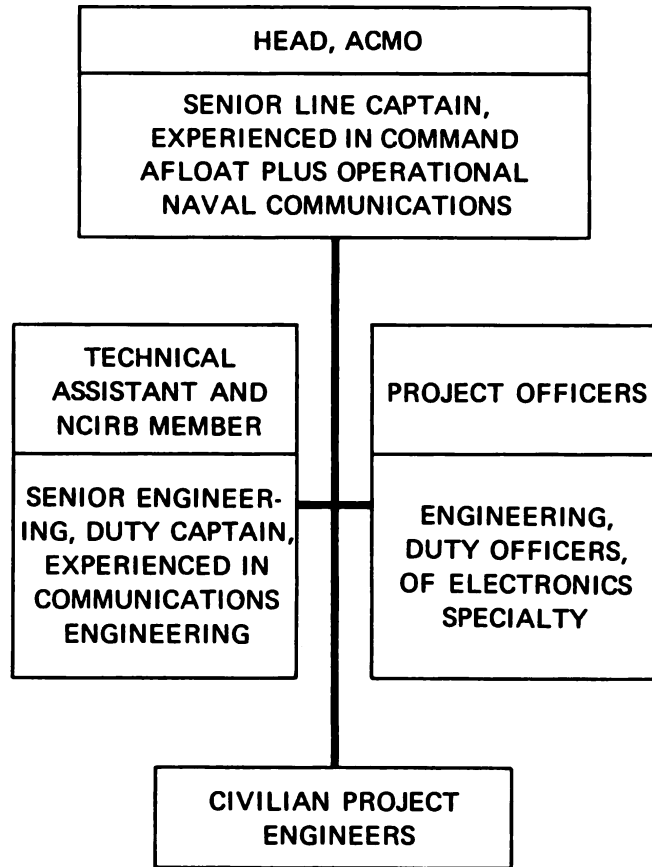 HEAD, ACMO
SENIOR LINE CAPTAIN,
EXPERIENCED IN COMMAND
AFLOAT PLUS OPERATIONAL
NAVAL COMMUNICATIONS
TECHNICAL
ASSISTANT AND
NCIRB MEMBER
SENIOR ENGINEER-
ING, DUTY CAPTAIN,
EXPERIENCED IN
COMMUNICATIONS
ENGINEERING
PROJECT OFFICERS
ENGINEERING,
DUTY OFFICERS,
OF ELECTRONICS
SPECIALTY
CIVILIAN PROJECT
ENGINEERS